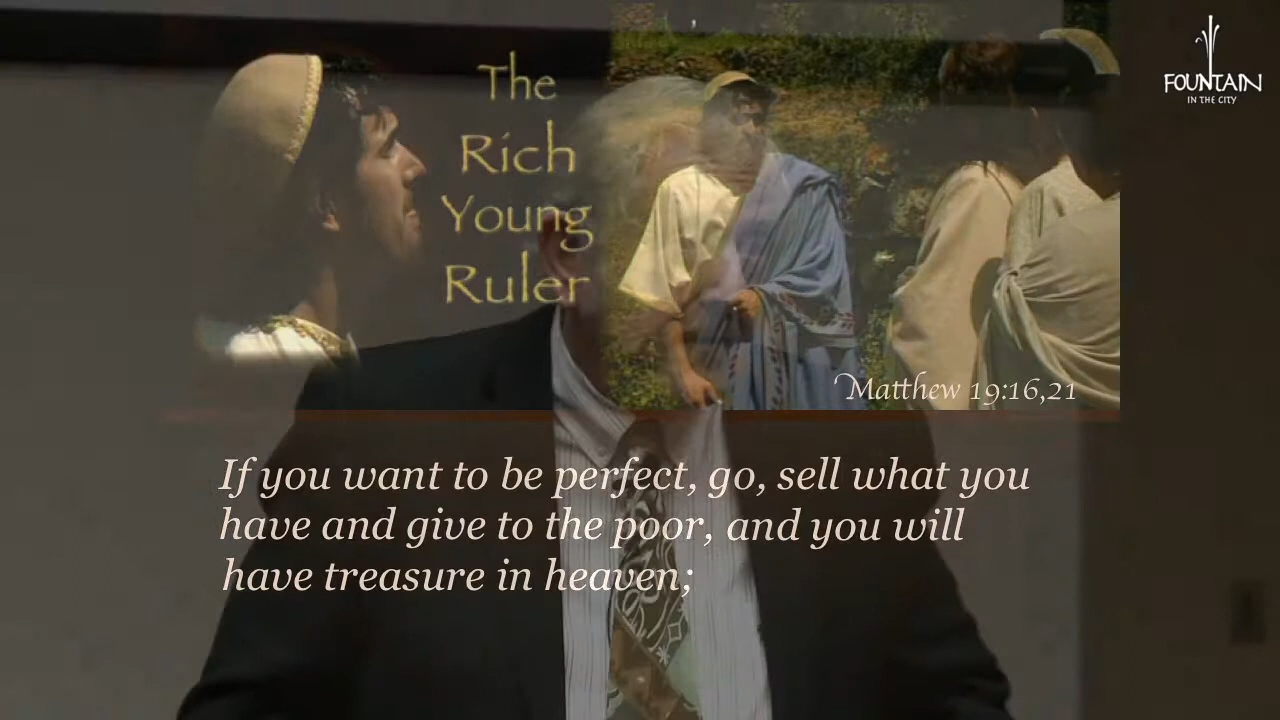 The
Rich
Young
Ruler
FOUNTAIN
IN THE CITY
Matthew 19:16,21
If you want to be perfect, go, sell what you
have and give to the poor, and you will
have treasure in heaven;